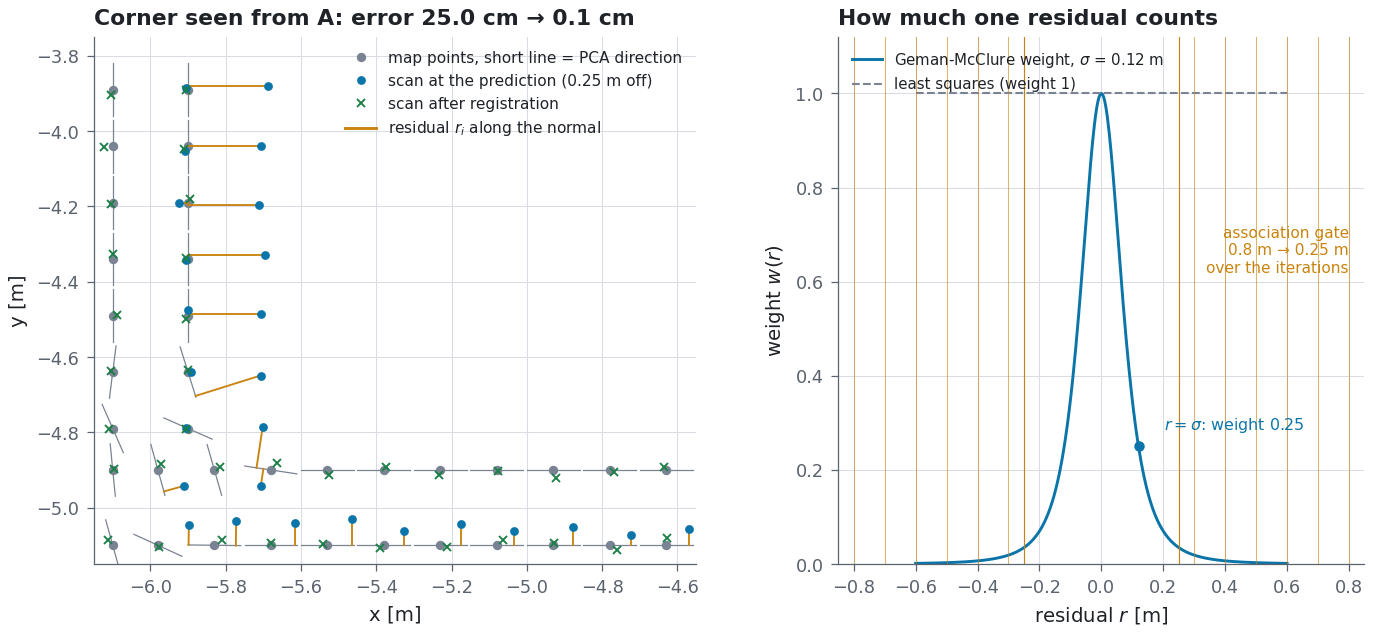 Corner seen from A: error 25.0 cm → 0.1 cm
map points, short line = PCA direction
scan at the prediction (0.25 m off)
scan after registration
residual rᵢ along the normal
−3.8
−4.0
−4.2
−4.4
−4.6
−4.8
−5.0
y [m]
−6.0
−5.8
−5.6
−5.4
−5.2
−5.0
−4.8
−4.6
x [m]
How much one residual counts
Geman-McClure weight, σ = 0.12 m
least squares (weight 1)
association gate
0.8 m → 0.25 m
over the iterations
r = σ: weight 0.25
1.0
0.8
0.6
0.4
0.2
0.0
weight w(r)
−0.8
−0.6
−0.4
−0.2
0.0
0.2
0.4
0.6
0.8
residual r [m]